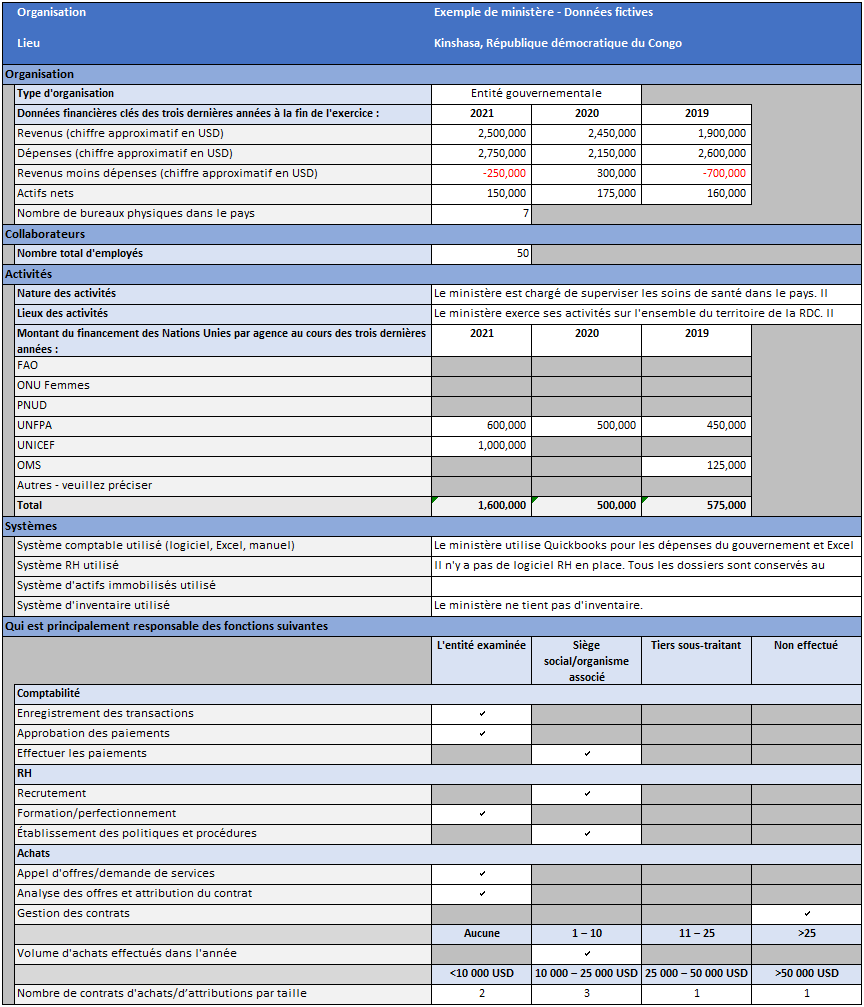 Organisation Exemple de ministère - Données fictives
Lieu Kinshasa, République démocratique du Congo
Organisation
Type d'organisation Entité gouvernementale
Données financières clés des trois dernières années à la fin de l'exercice : 2021 2020 2019
Revenus (chiffre approximatif en USD) 2,500,000 2,450,000 1,900,000
Dépenses (chiffre approximatif en USD) 2,750,000 2,150,000 2,600,000
Revenus moins dépenses (chiffre approximatif en USD) -250,000 300,000 -700,000
Actifs nets 150,000 175,000 160,000
Nombre de bureaux physiques dans le pays 7
Collaborateurs
Nombre total d'employés 50
Activités
Nature des activités Le ministère est chargé de superviser les soins de santé dans le pays. Il
Lieux des activités Le ministère exerce ses activités sur l'ensemble du territoire de la RDC. Il
Montant du financement des Nations Unies par agence au cours des trois dernières 2021 2020 2019
années :
FAO
ONU Femmes
PNUD
UNFPA 600,000 500,000 450,000
UNICEF 1,000,000
OMS 125,000
Autres - veuillez préciser
Total 1,600,000 500,000 575,000
Systèmes
Système comptable utilisé (logiciel, Excel, manuel) Le ministère utilise Quickbooks pour les dépenses du gouvernement et Excel
Système RH utilisé Il n'y a pas de logiciel RH en place. Tous les dossiers sont conservés au
Système d'actifs immobilisés utilisé
Système d'inventaire utilisé Le ministère ne tient pas d'inventaire.
Qui est principalement responsable des fonctions suivantes
L'entité examinée Siège Tiers sous-traitant Non effectué
social/organisme
associé
Comptabilité
Enregistrement des transactions ✓
Approbation des paiements ✓
Effectuer les paiements ✓
RH
Recrutement ✓
Formation/perfectionnement ✓
Établissement des politiques et procédures ✓
Achats
Appel d'offres/demande de services ✓
Analyse des offres et attribution du contrat ✓
Gestion des contrats ✓
Aucune 1 – 10 11 – 25 >25
Volume d'achats effectués dans l'année ✓
<10 000 USD 10 000 – 25 000 USD 25 000 – 50 000 USD >50 000 USD
Nombre de contrats d'achats/d'attributions par taille 2 3 1 1